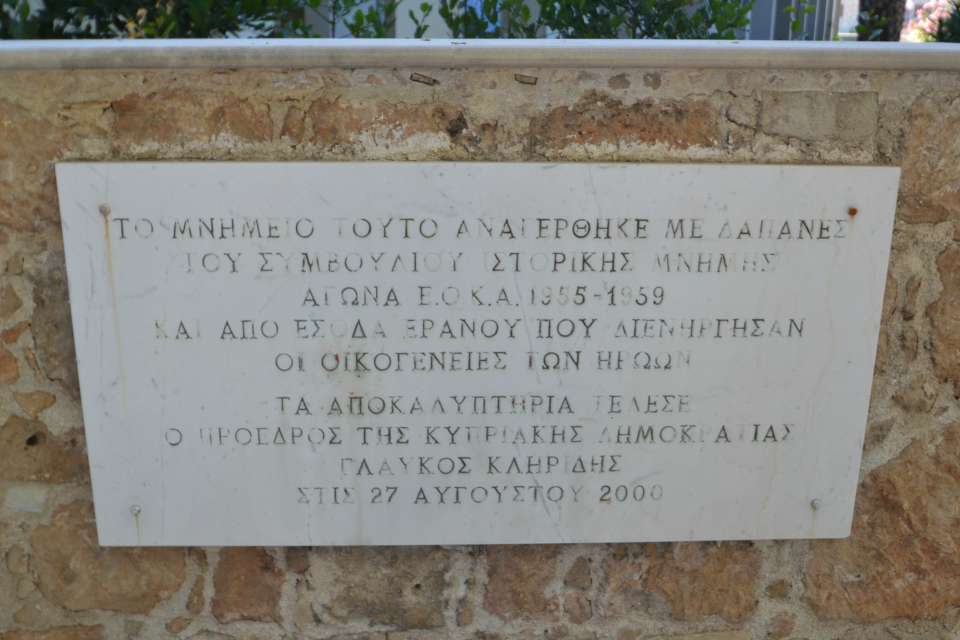 ΤΟ ΜΝΗΜΕΙΟ ΤΟΥΤΟ ΑΝΑΓΕΡΘΗΚΕ ΜΕ ΔΑΠΑΝΕΣ
ΤΟΥ ΣΥΜΒΟΥΛΙΟΥ ΙΣΤΟΡΙΚΗΣ ΜΝΗΜΗΣ
ΑΓΩΝΑ Ε.Ο.Κ.Α. 1955-1959
ΚΑΙ ΑΠΟ ΕΣΟΔΑ ΕΡΑΝΟΥ ΠΟΥ ΔΙΕΝΗΡΓΗΣΑΝ
ΟΙ ΟΙΚΟΓΕΝΕΙΕΣ ΤΩΝ ΗΡΩΩΝ
ΤΑ ΑΠΟΚΑΛΥΠΤΗΡΙΑ ΤΕΛΕΣΕ
Ο ΠΡΟΕΔΡΟΣ ΤΗΣ ΚΥΠΡΙΑΚΗΣ ΔΗΜΟΚΡΑΤΙΑΣ
ΓΛΑΥΚΟΣ ΚΛΗΡΙΔΗΣ
ΣΤΙΣ 27 ΑΥΓΟΥΣΤΟΥ 2000